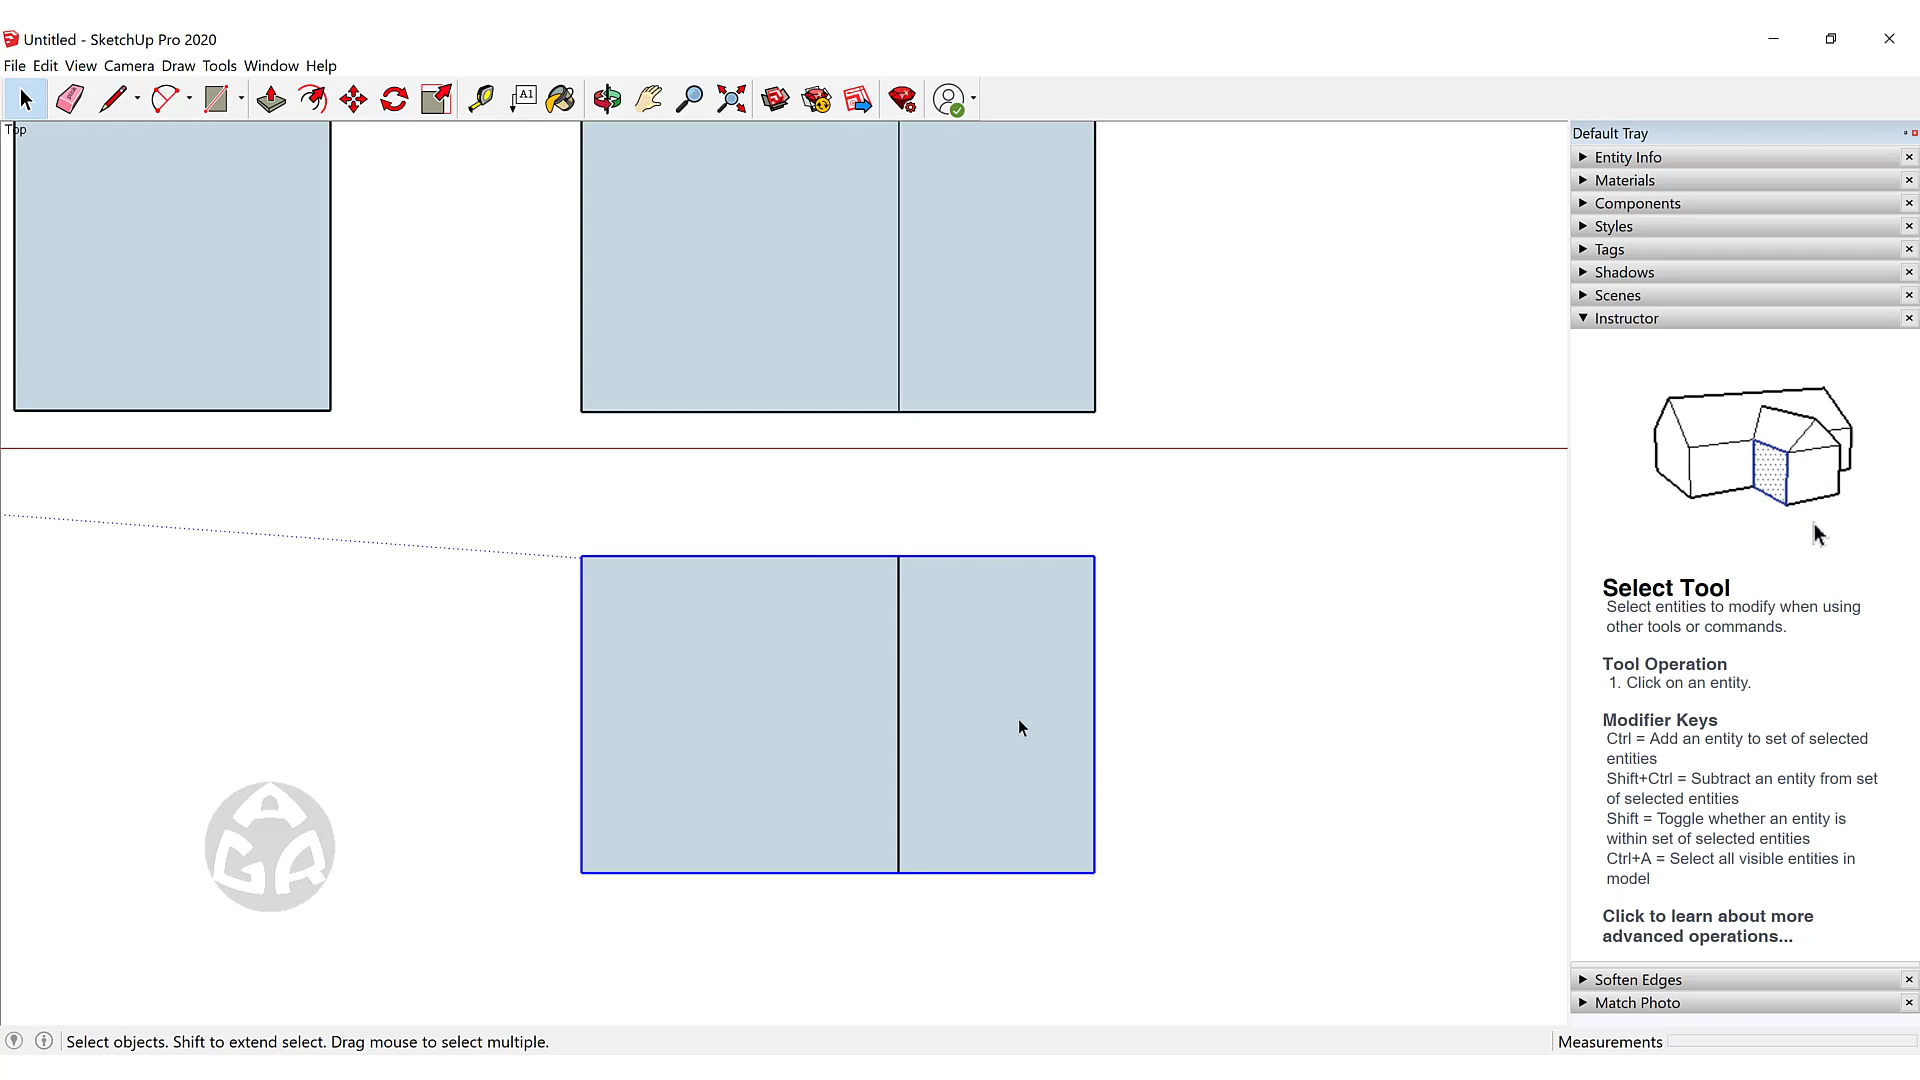 Untitled - SketchUp Pro 2020
File Edit View Camera Draw Tools Window Help
A1
Top
Default Tray
Entity Info
Materials
Components
Styles
Tags
Shadows
Scenes
Instructor
Select Tool
Select entities to modify when using
other tools or commands.
Tool Operation
1. Click on an entity.
Modifier Keys
Ctrl = Add an entity to set of selected
entities
Shift+Ctrl = Subtract an entity from set
of selected entities
Shift = Toggle whether an entity is
within set of selected entities
Ctrl+A = Select all visible entities in
model
Click to learn about more
advanced operations...
GAR
Soften Edges
Match Photo
Select objects. Shift to extend select. Drag mouse to select multiple.
Measurements